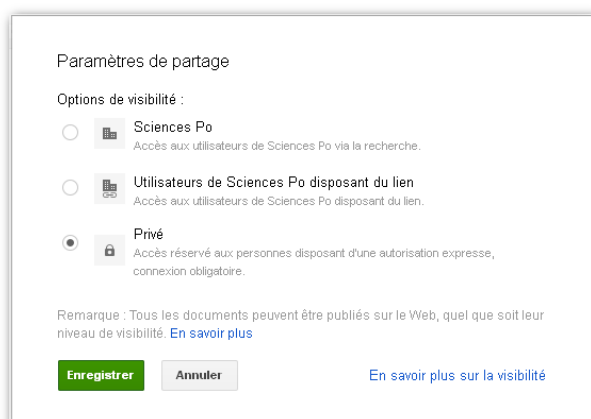 Paramètres de partage
Options de visibilité :
Sciences Po
Accès aux utilisateurs de Sciences Po via la recherche.
Utilisateurs de Sciences Po disposant du lien
Accès aux utilisateurs de Sciences Po disposant du lien.
Privé
Accès réservé aux personnes disposant d'une autorisation expresse,
connexion obligatoire.
Remarque : Tous les documents peuvent être publiés sur le Web, quel que soit leur
niveau de visibilité. En savoir plus
Enregistrer Annuler En savoir plus sur la visibilité